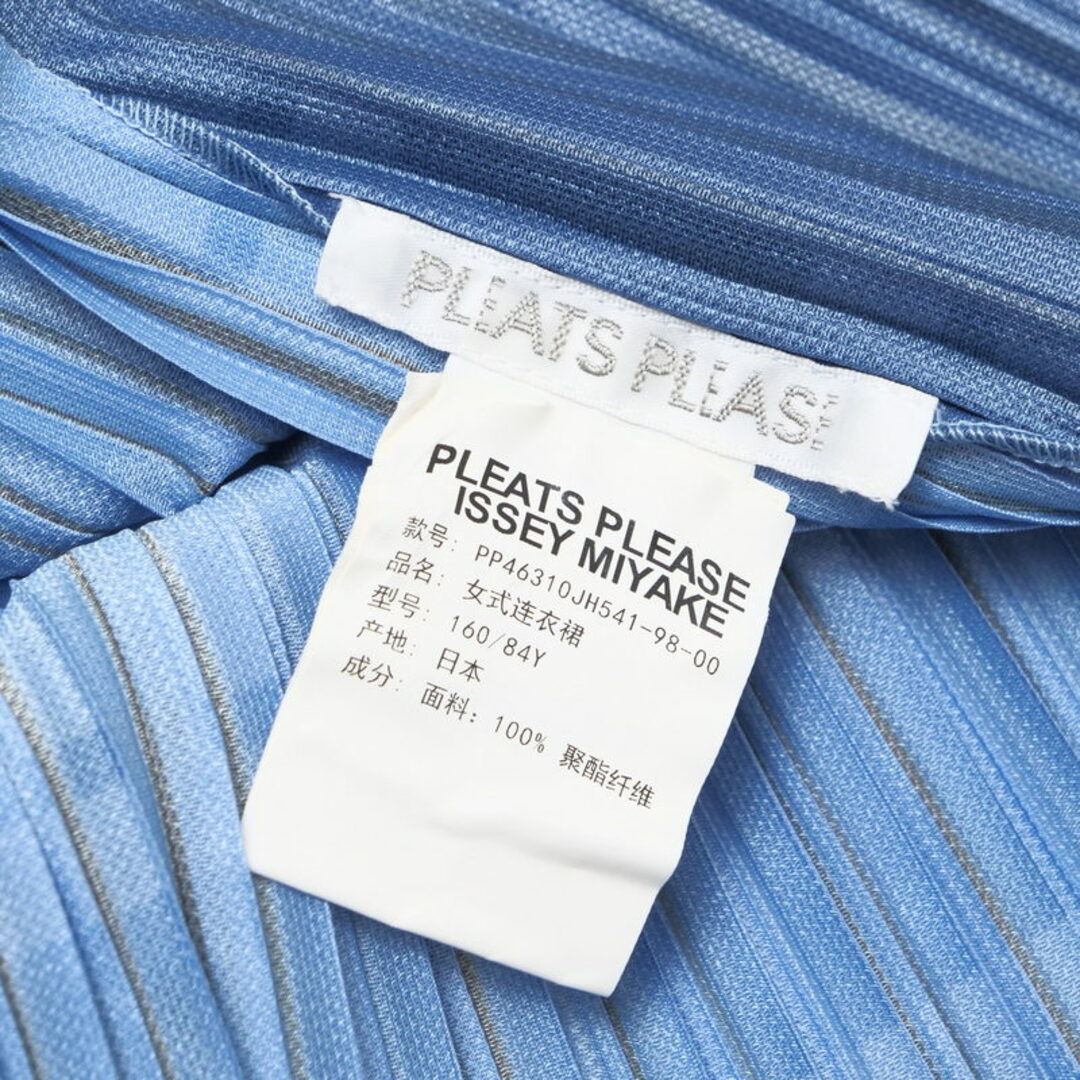 PLEATS PLEASE
PLEATS PLEASE
ISSEY MIYAKE
款号: PP46310JH541-98-00
品名: 女式连衣裙
型号: 160/84Y
产地: 日本
成分: 面料: 100% 聚酯纤维